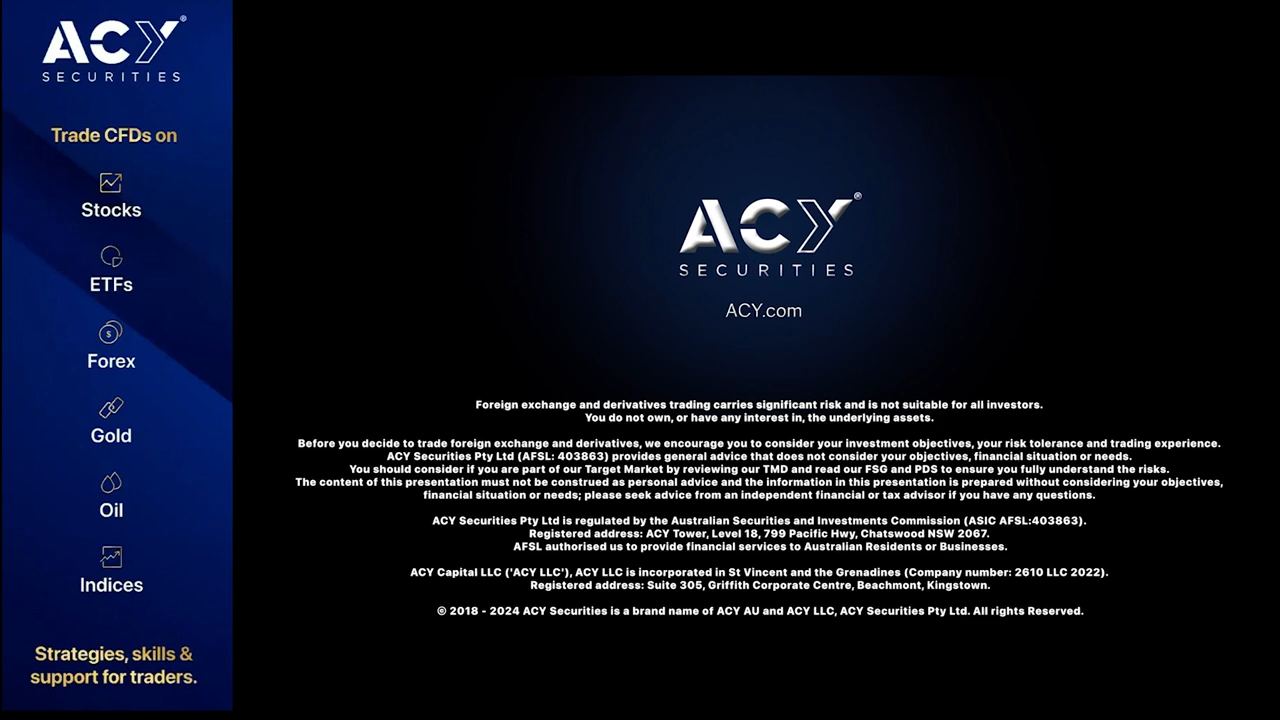 ACY®
SECURITIES
Trade CFDs on
Stocks
ETFs
$
Forex
Gold
Oil
Indices
Strategies, skills &
support for traders.
ACY®
SECURITIES
ACY.com
Foreign exchange and derivatives trading carries significant risk and is not suitable for all investors.
You do not own, or have any interest in, the underlying assets.
Before you decide to trade foreign exchange and derivatives, we encourage you to consider your investment objectives, your risk tolerance and trading experience.
ACY Securities Pty Ltd (AFSL: 403863) provides general advice that does not consider your objectives, financial situation or needs.
You should consider if you are part of our Target Market by reviewing our TMD and read our FSG and PDS to ensure you fully understand the risks.
The content of this presentation must not be construed as personal advice and the information in this presentation is prepared without considering your objectives,
financial situation or needs; please seek advice from an independent financial or tax advisor if you have any questions.
ACY Securities Pty Ltd is regulated by the Australian Securities and Investments Commission (ASIC AFSL:403863).
Registered address: ACY Tower, Level 18, 799 Pacific Hwy, Chatswood NSW 2067.
AFSL authorised us to provide financial services to Australian Residents or Businesses.
ACY Capital LLC ('ACY LLC'), ACY LLC is incorporated in St Vincent and the Grenadines (Company number: 2610 LLC 2022).
Registered address: Suite 305, Griffith Corporate Centre, Beachmont, Kingstown.
© 2018 - 2024 ACY Securities is a brand name of ACY AU and ACY LLC, ACY Securities Pty Ltd. All rights Reserved.